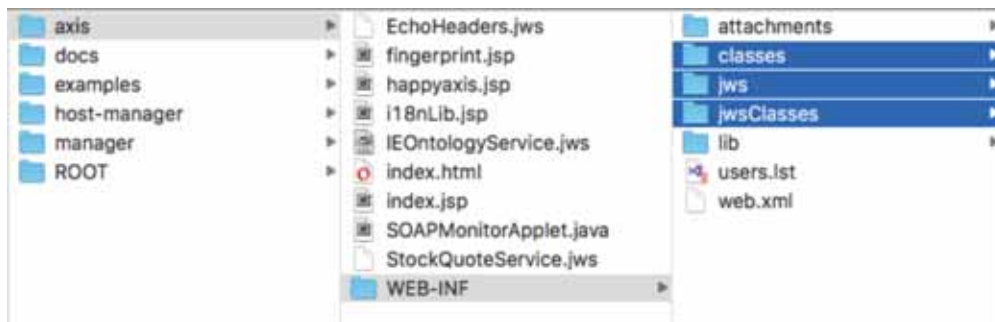 axis
docs
examples
host-manager
manager
ROOT
EchoHeaders.jws
fingerprint.jsp
happyaxis.jsp
i18nLib.jsp
IEOntologyService.jws
index.html
index.jsp
SOAPMonitorApplet.java
StockQuoteService.jws
WEB-INF
attachments
classes
jws
jwsClasses
lib
users.lst
web.xml